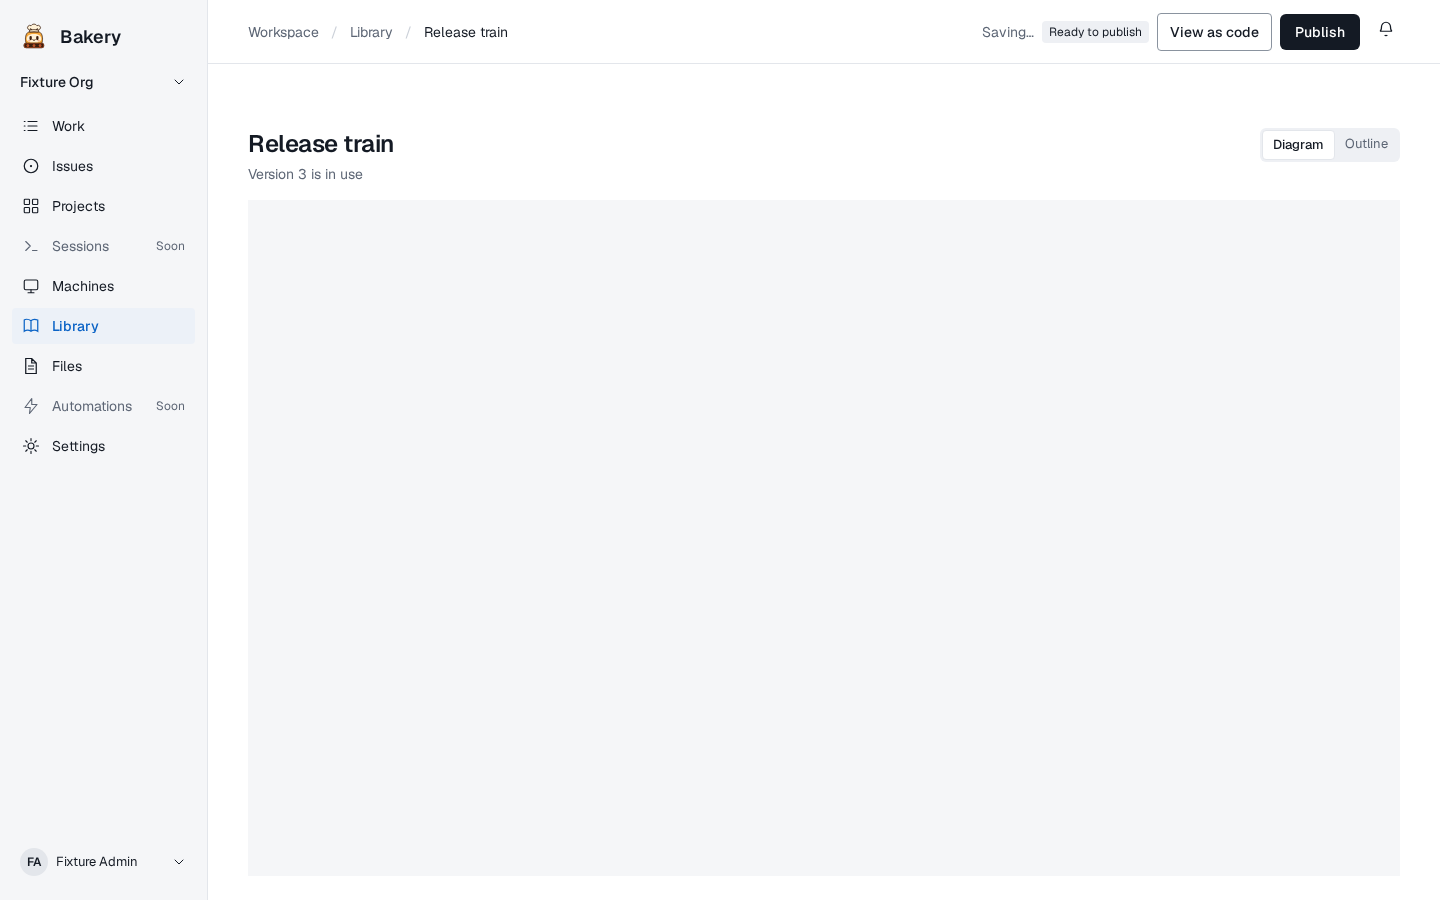 Bakery
Fixture Org
Work
Issues
Projects
Sessions Soon
Machines
Library
Files
Automations Soon
Settings
FA Fixture Admin
Workspace / Library / Release train
Saving... Ready to publish View as code Publish
Release train
Version 3 is in use
Diagram Outline